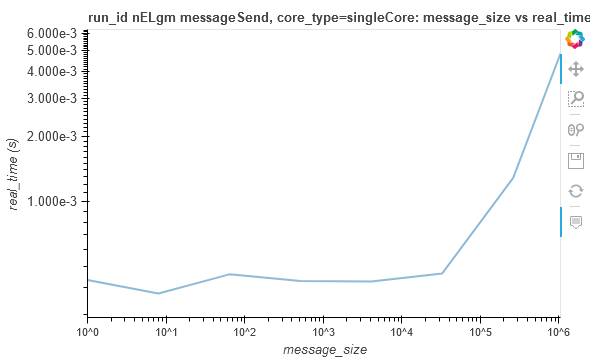 run_id nELgm messageSend, core_type=singleCore: message_size vs real_time
6.000e-3
5.000e-3
4.000e-3
3.000e-3
2.000e-3
1.000e-3
real_time (s)
10^0 10^1 10^2 10^3 10^4 10^5 10^6
message_size